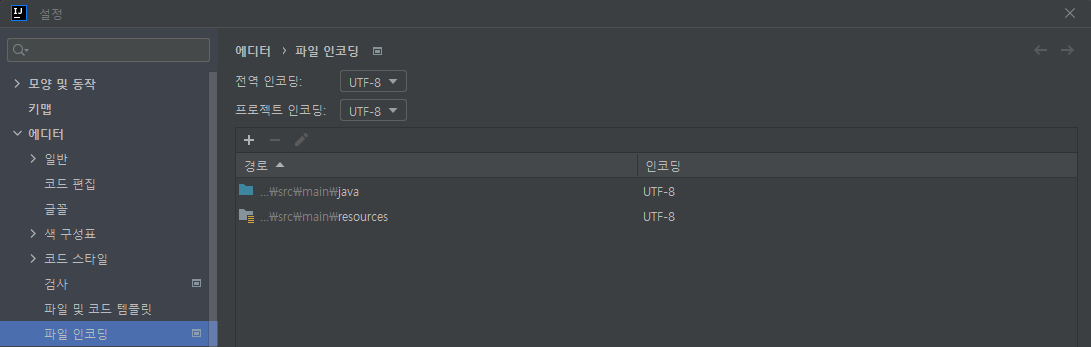 IJ 설정
에디터 › 파일 인코딩
전역 인코딩: UTF-8
프로젝트 인코딩: UTF-8
모양 및 동작
키맵
에디터
일반
코드 편집
글꼴
색 구성표
코드 스타일
검사
파일 및 코드 템플릿
파일 인코딩
경로 인코딩
...₩src₩main₩java UTF-8
...₩src₩main₩resources UTF-8